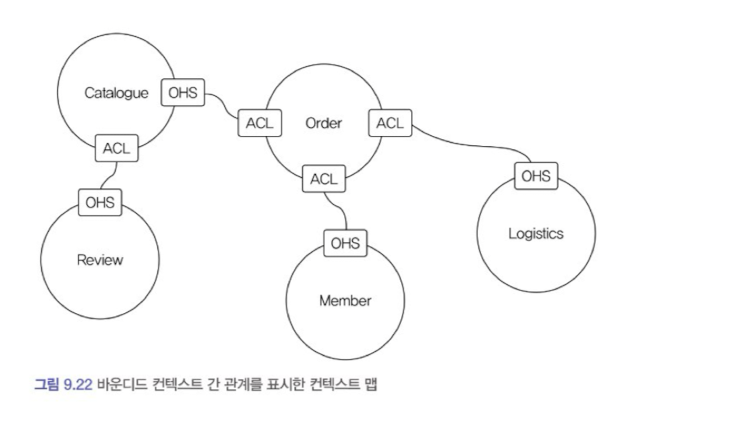 Catalogue
OHS
ACL
Order
ACL
ACL
ACL
OHS
OHS
Review
Logistics
OHS
Member
그림 9.22 바운디드 컨텍스트 간 관계를 표시한 컨텍스트 맵